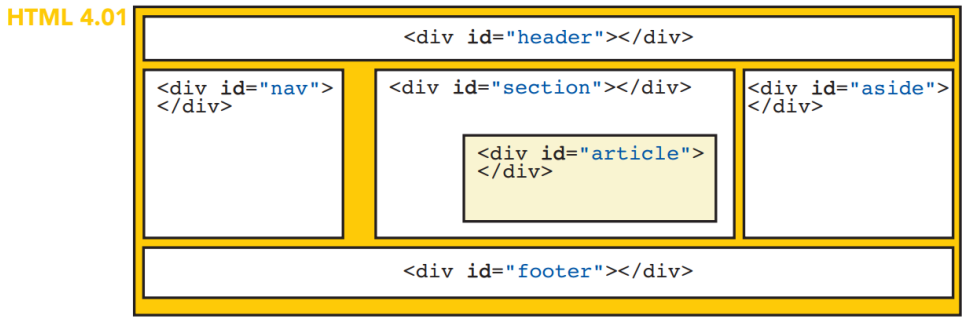 HTML 4.01
<div id="header"></div>
<div id="nav">
</div>
<div id="section"></div>
<div id="article">
</div>
<div id="aside">
</div>
<div id="footer"></div>